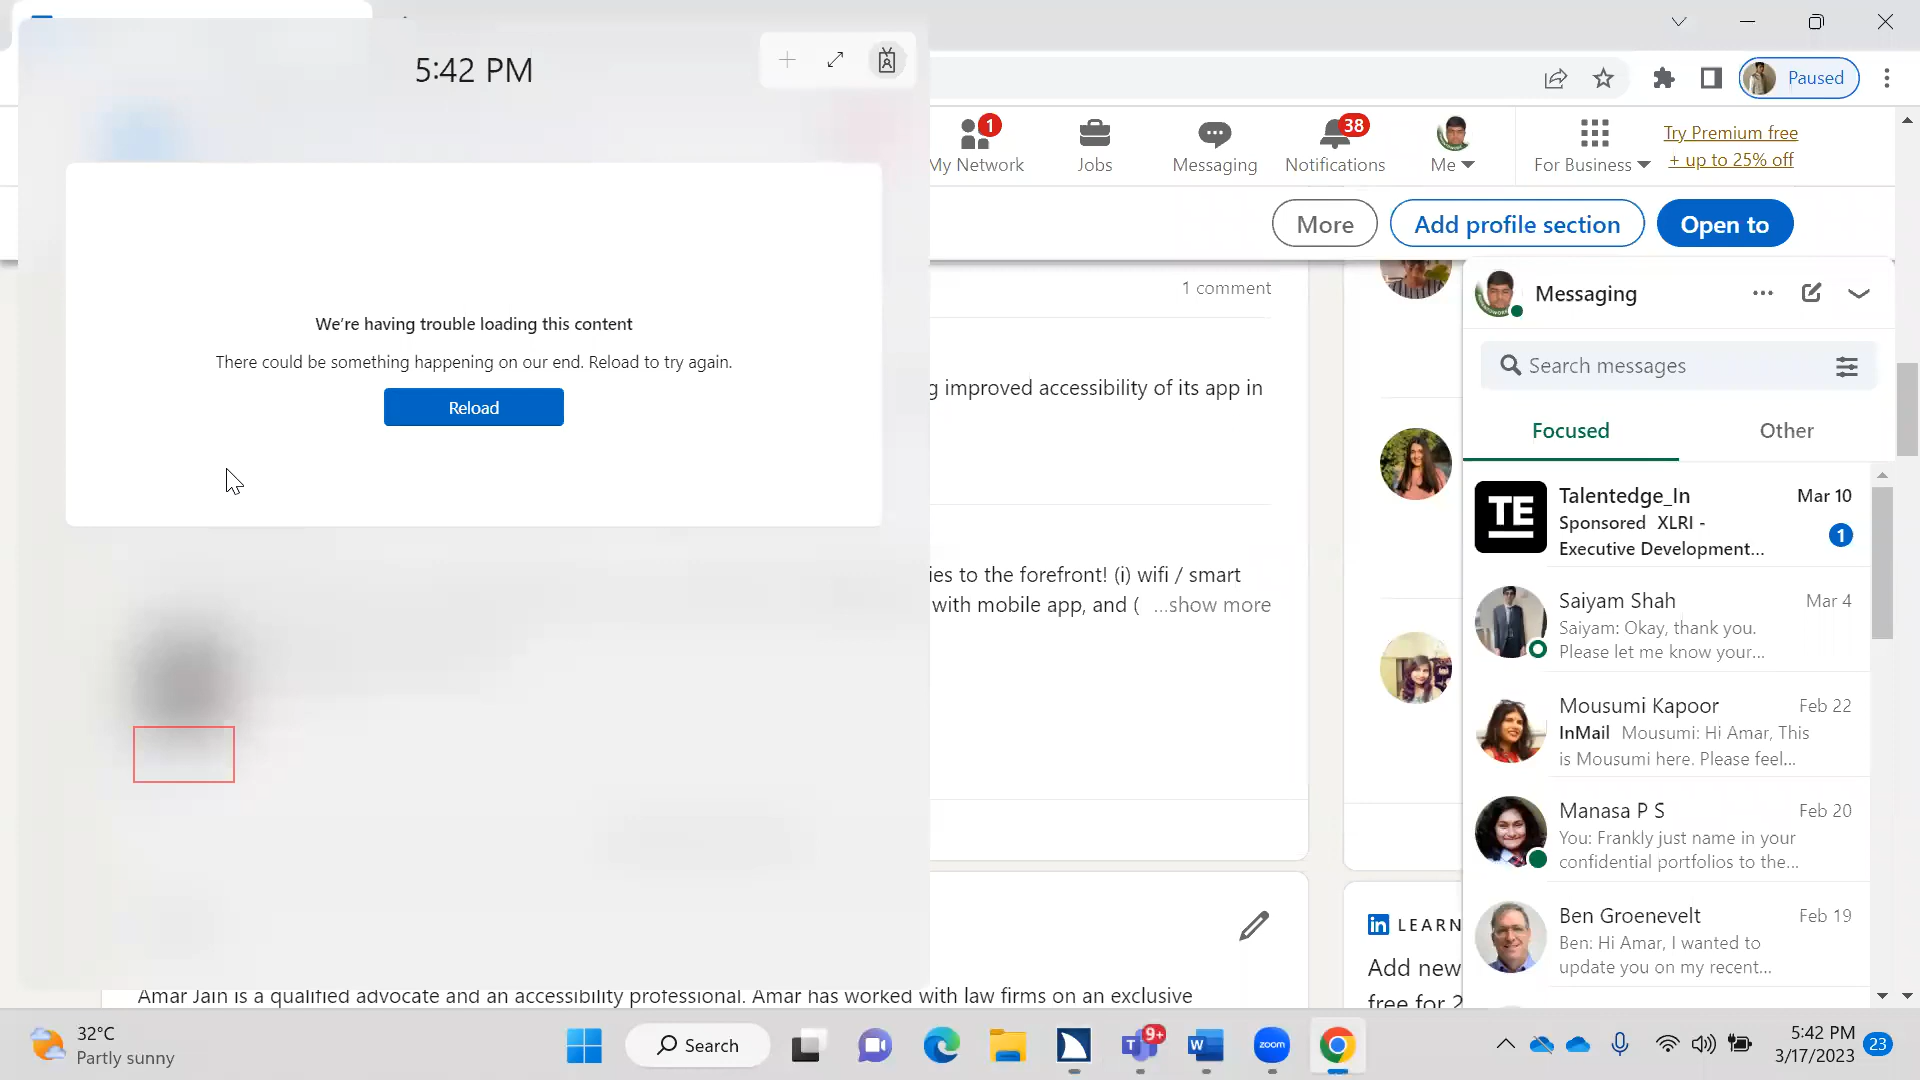 5:42 PM
Paused
1
38
My Network
Jobs
Messaging
Notifications
Me
For Business
Try Premium free
+ up to 25% off
More
Add profile section
Open to
We're having trouble loading this content
There could be something happening on our end. Reload to try again.
Reload
1 comment
improved accessibility of its app in
ies to the forefront! (i) wifi / smart
with mobile app, and ( ...show more
Messaging
Search messages
Focused
Other
TE
Talentedge_In
Mar 10
Sponsored XLRI -
Executive Development...
1
Saiyam Shah
Mar 4
Saiyam: Okay, thank you.
Please let me know your...
Mousumi Kapoor
Feb 22
InMail Mousumi: Hi Amar, This
is Mousumi here. Please feel...
Manasa P S
Feb 20
You: Frankly just name in your
confidential portfolios to the...
Ben Groenevelt
Feb 19
Ben: Hi Amar, I wanted to
update you on my recent...
in LEARN
Add new
free for 2
Amar Jain is a qualified advocate and an accessibility professional. Amar has worked with law firms on an exclusive
32°C
Partly sunny
Search
T
9+
W
zoom
5:42 PM
3/17/2023
23